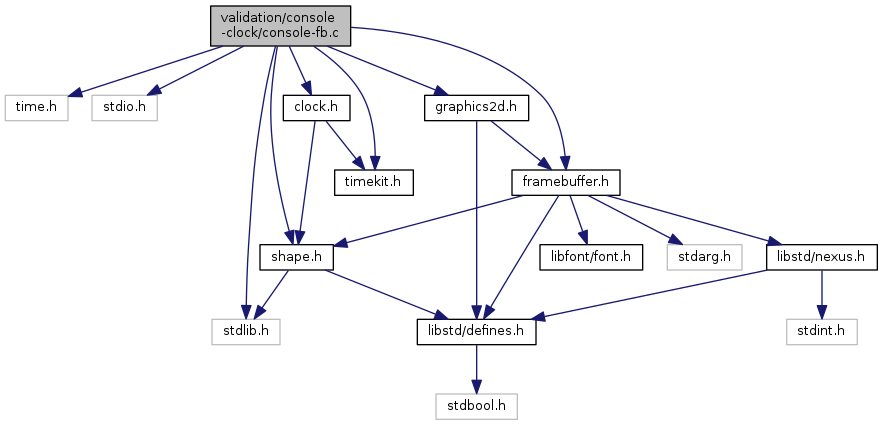 validation/console
-clock/console-fb.c
time.h
stdio.h
clock.h
graphics2d.h
timekit.h
framebuffer.h
shape.h
libfont/font.h
stdarg.h
libstd/nexus.h
stdlib.h
libstd/defines.h
stdint.h
stdbool.h